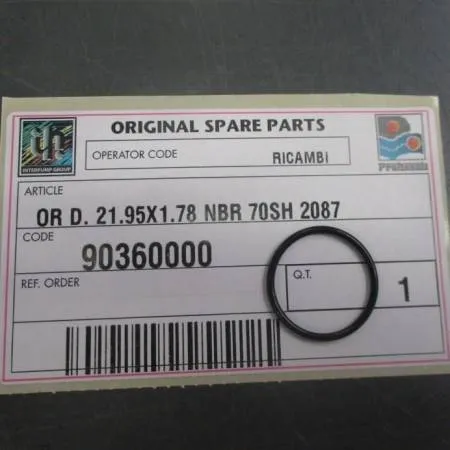 ORIGINAL SPARE PARTS
INTERPUMP GROUP
OPERATOR CODE RICAMBI
ARTICLE
OR D. 21.95X1.78 NBR 70SH 2087
CODE
90360000
REF. ORDER
Q.T.
1